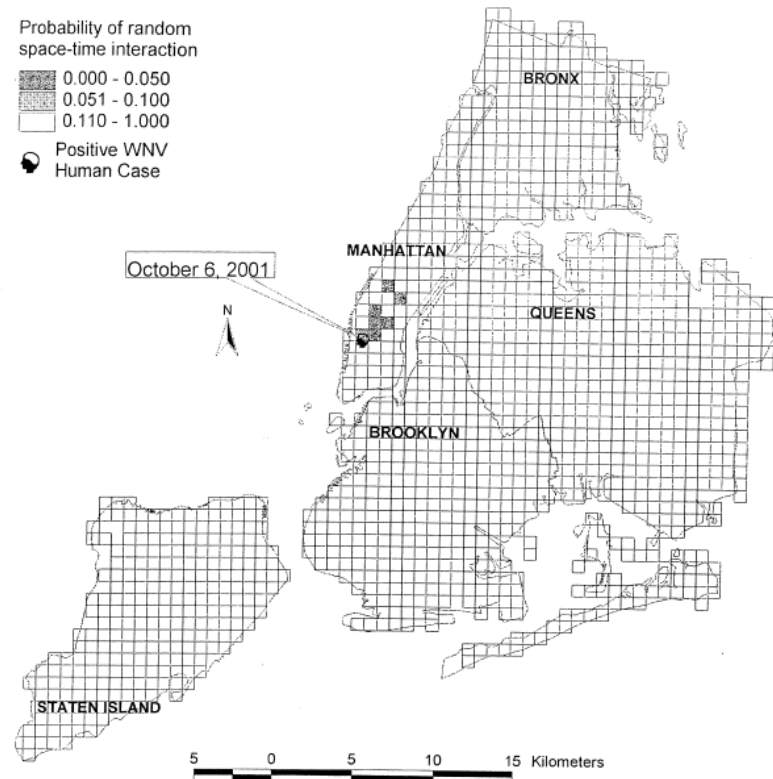 Probability of random
space-time interaction
0.000 - 0.050
0.051 - 0.100
0.110 - 1.000
Positive WNV
Human Case
BRONX
MANHATTAN
October 6, 2001
QUEENS
N
BROOKLYN
STATEN ISLAND
5 0 5 10 15 Kilometers